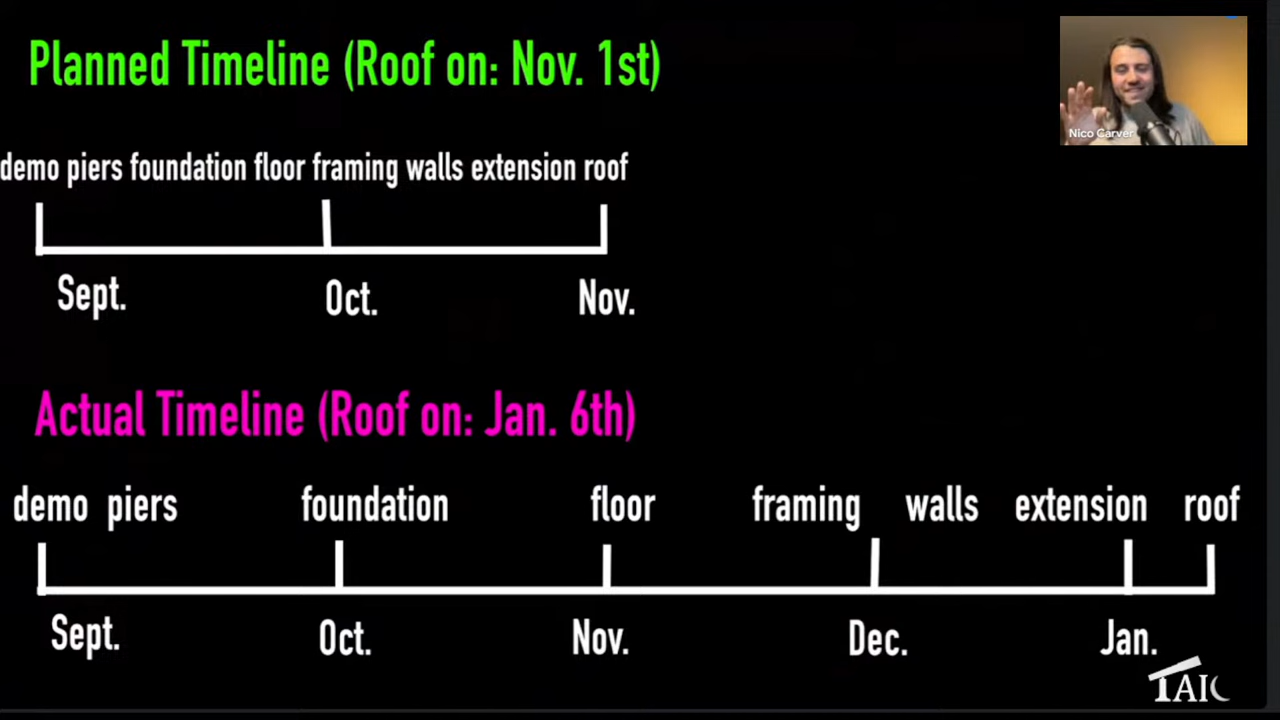 Planned Timeline (Roof on: Nov. 1st)
Nico Carver
demo piers foundation floor framing walls extension roof
Sept. Oct. Nov.
Actual Timeline (Roof on: Jan. 6th)
demo piers foundation floor framing walls extension roof
Sept. Oct. Nov. Dec. Jan.
TAIC